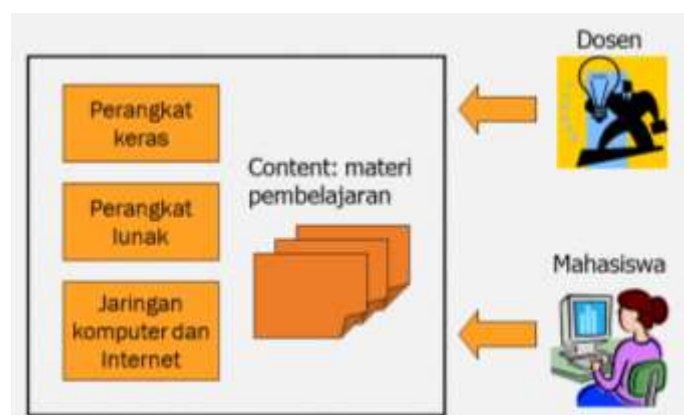 Dosen
Perangkat
keras
Content: materi
pembelajaran
Perangkat
lunak
Mahasiswa
Jaringan
komputer dan
Internet